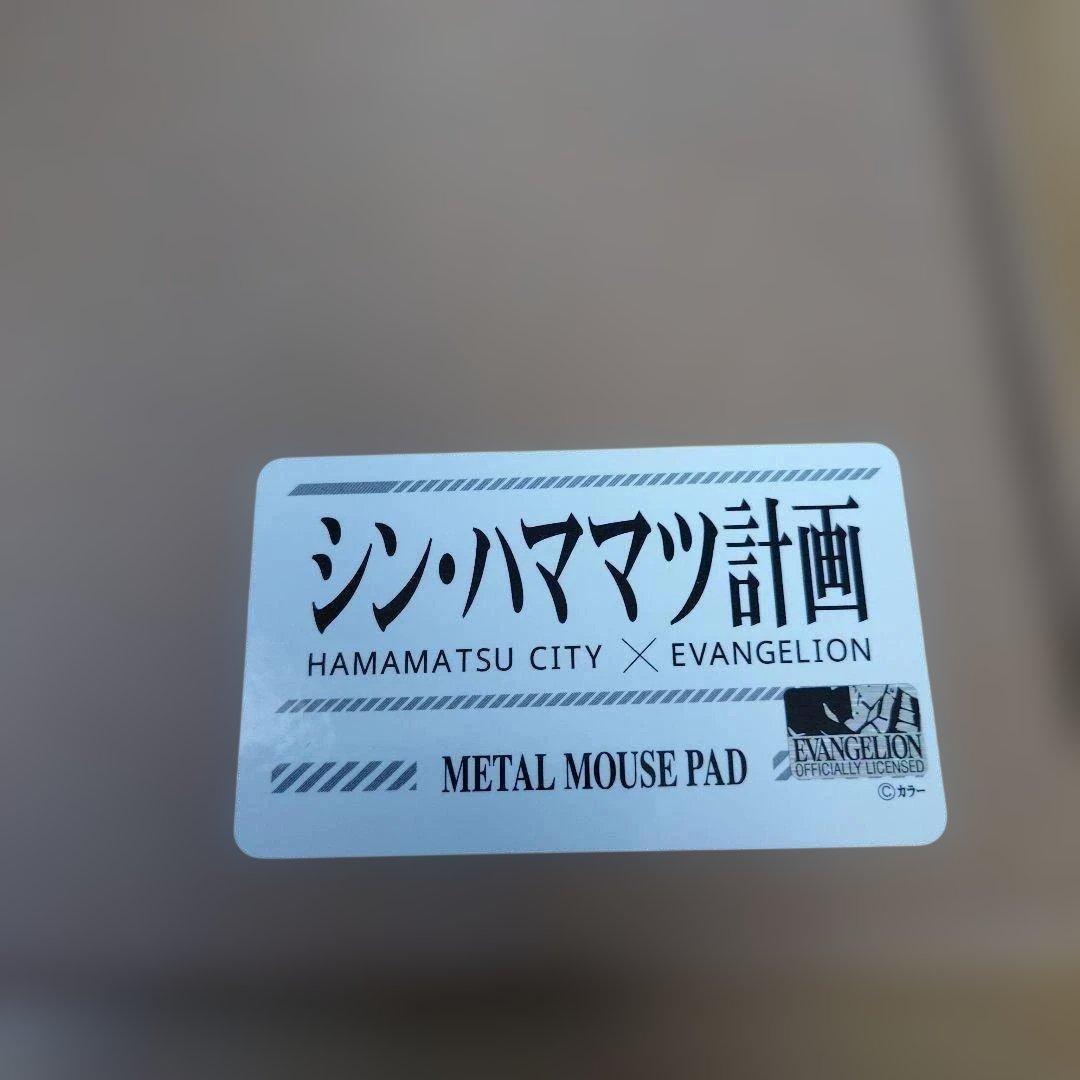 シン・ハママツ計画
HAMAMATSU CITY × EVANGELION
METAL MOUSE PAD
EVANGELION
OFFICIALLY LICENSED
©カラー